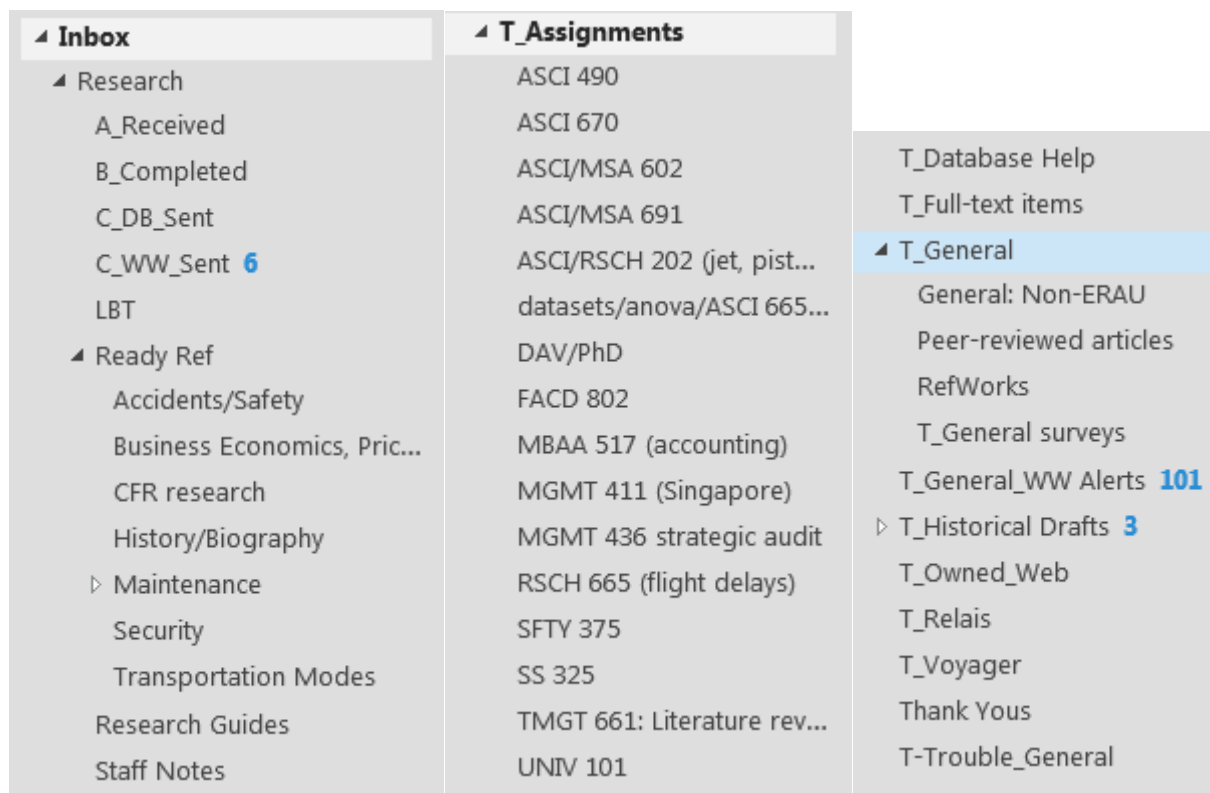 Inbox
Research
A_Received
B_Completed
C_DB_Sent
C_WW_Sent 6
LBT
Ready Ref
Accidents/Safety
Business Economics, Pric...
CFR research
History/Biography
Maintenance
Security
Transportation Modes
Research Guides
Staff Notes
T_Assignments
ASCI 490
ASCI 670
ASCI/MSA 602
ASCI/MSA 691
ASCI/RSCH 202 (jet, pist...
datasets/anova/ASCI 665...
DAV/PhD
FACD 802
MBAA 517 (accounting)
MGMT 411 (Singapore)
MGMT 436 strategic audit
RSCH 665 (flight delays)
SFTY 375
SS 325
TMGT 661: Literature rev...
UNIV 101
T_Database Help
T_Full-text items
T_General
General: Non-ERAU
Peer-reviewed articles
RefWorks
T_General surveys
T_General_WW Alerts 101
T_Historical Drafts 3
T_Owned_Web
T_Relais
T_Voyager
Thank Yous
T-Trouble_General